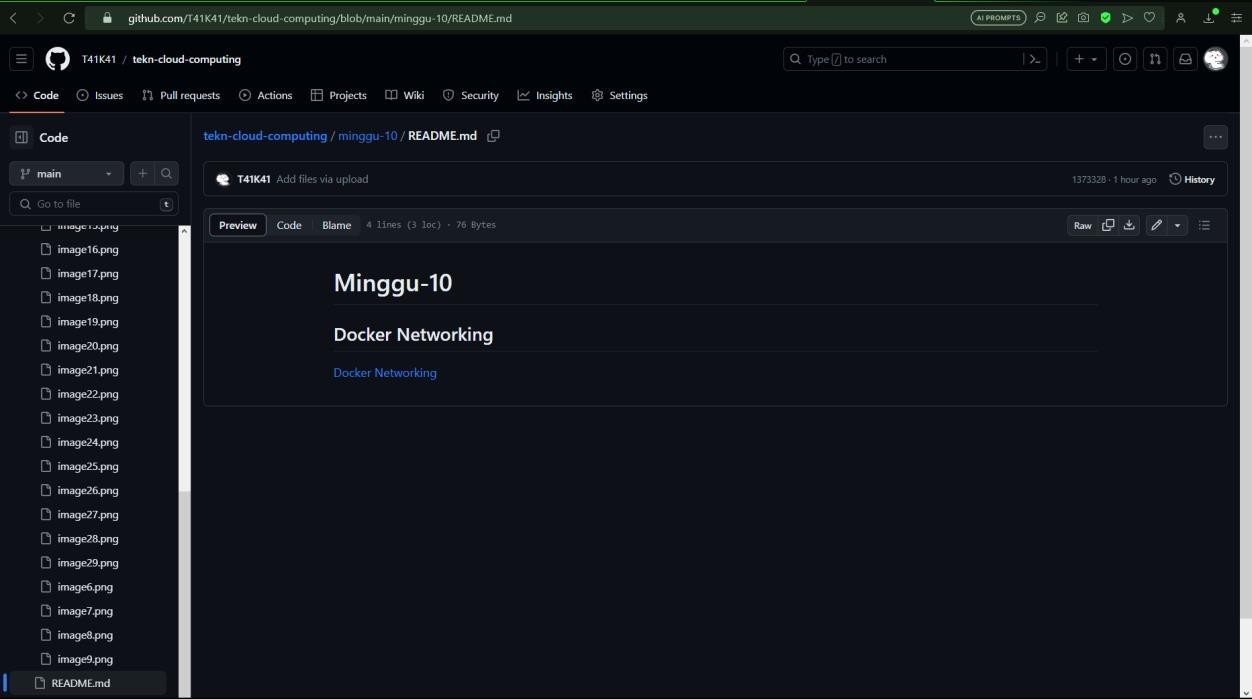 github.com/T41K41/tekn-cloud-computing/blob/main/minggu-10/README.md
AI PROMPTS
T41K41 / tekn-cloud-computing
Type / to search
Code
Issues
Pull requests
Actions
Projects
Wiki
Security
Insights
Settings
Code
main
Go to file
t
image15.png
image16.png
image17.png
image18.png
image19.png
image20.png
image21.png
image22.png
image23.png
image24.png
image25.png
image26.png
image27.png
image28.png
image29.png
image6.png
image7.png
image8.png
image9.png
README.md
tekn-cloud-computing / minggu-10 / README.md
T41K41 Add files via upload
1373328 · 1 hour ago
History
Preview
Code
Blame
4 lines (3 loc) · 76 Bytes
Raw
Minggu-10
Docker Networking
Docker Networking